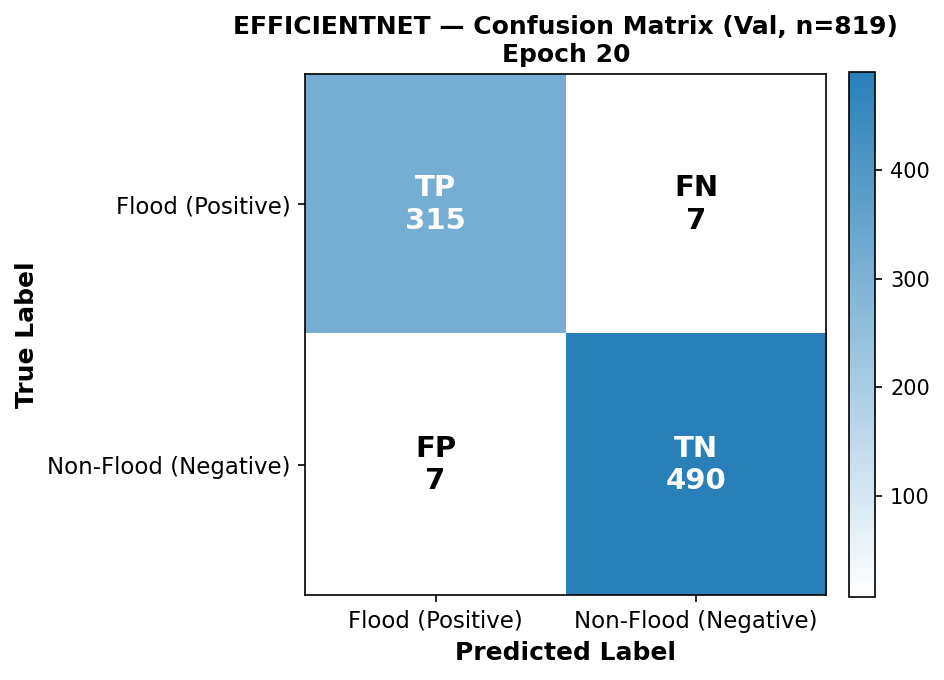 EFFICIENTNET — Confusion Matrix (Val, n=819)
Epoch 20
True Label
Flood (Positive)
Non-Flood (Negative)
TP
315
FN
7
FP
7
TN
490
Flood (Positive)
Non-Flood (Negative)
Predicted Label
400
300
200
100